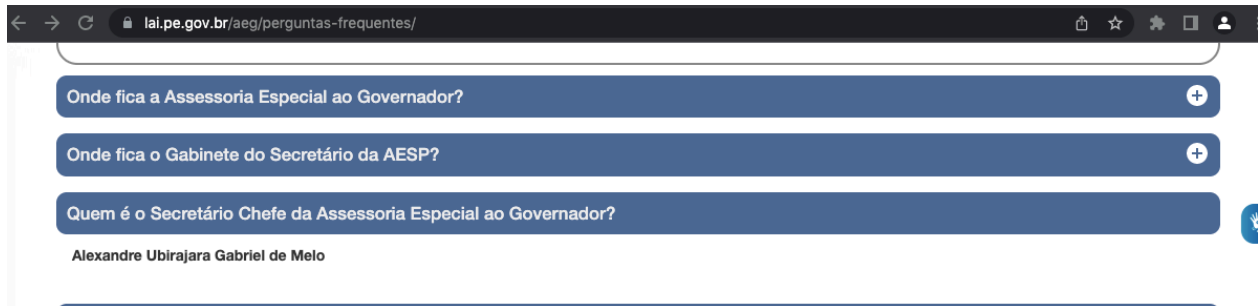 lai.pe.gov.br/aeg/perguntas-frequentes/
Onde fica a Assessoria Especial ao Governador?
Onde fica o Gabinete do Secretário da AESP?
Quem é o Secretário Chefe da Assessoria Especial ao Governador?
Alexandre Ubirajara Gabriel de Melo